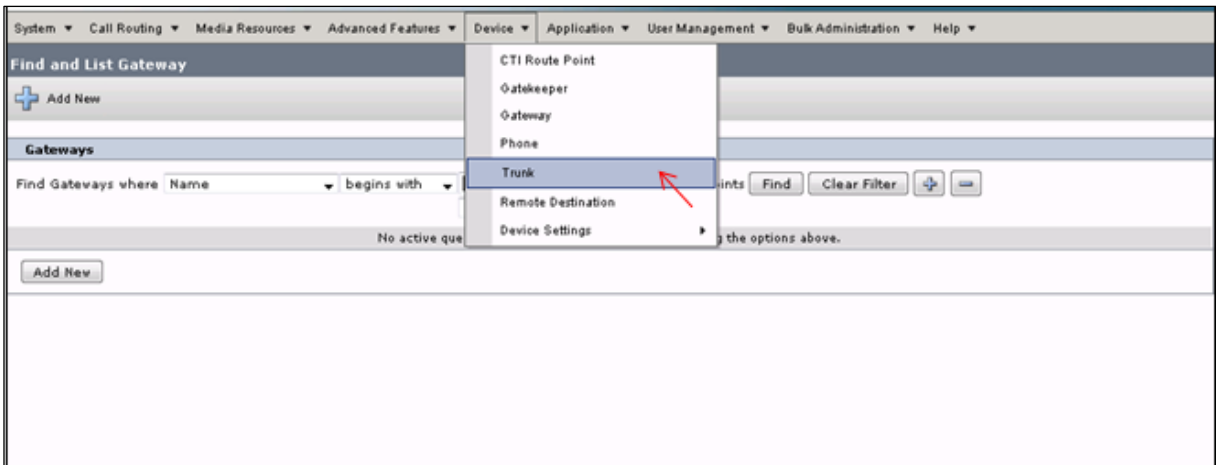 System Call Routing Media Resources Advanced Features Device Application User Management Bulk Administration Help
Find and List Gateway
CTI Route Point
Gatekeeper
Add New
Gateway
Gateways
Phone
Find Gateways where Name begins with
Trunk
ints Find Clear Filter
Remote Destination
No active que
Device Settings
g the options above.
Add New